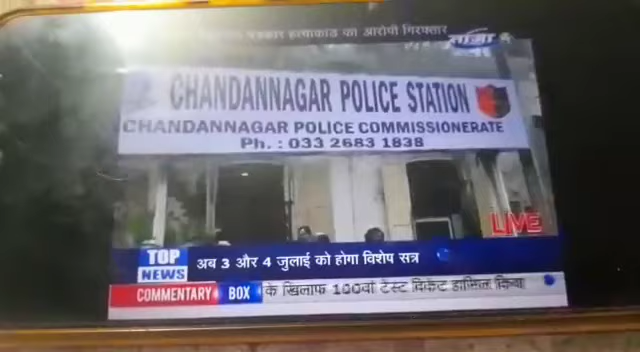 हत्याकांड का आरोपी गिरफ्तार
ताजा
CHANDANNAGAR POLICE STATION
CHANDANNAGAR POLICE COMMISSIONERATE
Ph. : 033 2683 1838
LIVE
TOP NEWS
अब 3 और 4 जुलाई को होगा विशेष सत्र
COMMENTARY BOX
के खिलाफ 100वां टेस्ट विकेट हासिल किया